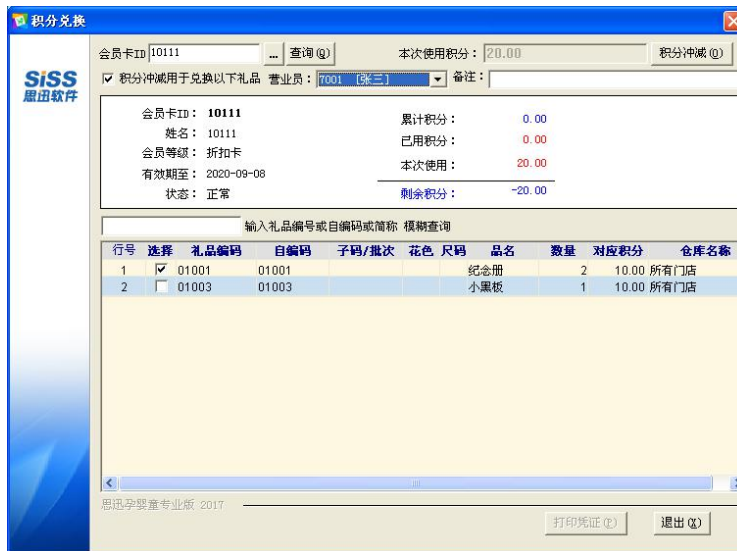 积分兑换
会员卡ID 10111 ... 查询(Q) 本次使用积分： 20.00 积分冲减(O)
SiSS
思迅软件
积分冲减用于兑换以下礼品 营业员： 7001 [张三] 备注：
会员卡ID： 10111 累计积分： 0.00
姓名： 10111 已用积分： 0.00
会员等级： 折扣卡 本次使用： 20.00
有效期至： 2020-09-08
状态： 正常 剩余积分： -20.00
输入礼品编号或自编码或简称 模糊查询
行号 选择 礼品编码 自编码 子码/批次 花色 尺码 品名 数量 对应积分 仓库名称
1 01001 01001 纪念册 2 10.00 所有门店
2 01003 01003 小黑板 1 10.00 所有门店
思迅孕婴童专业版 2017
打印凭证(P) 退出(X)